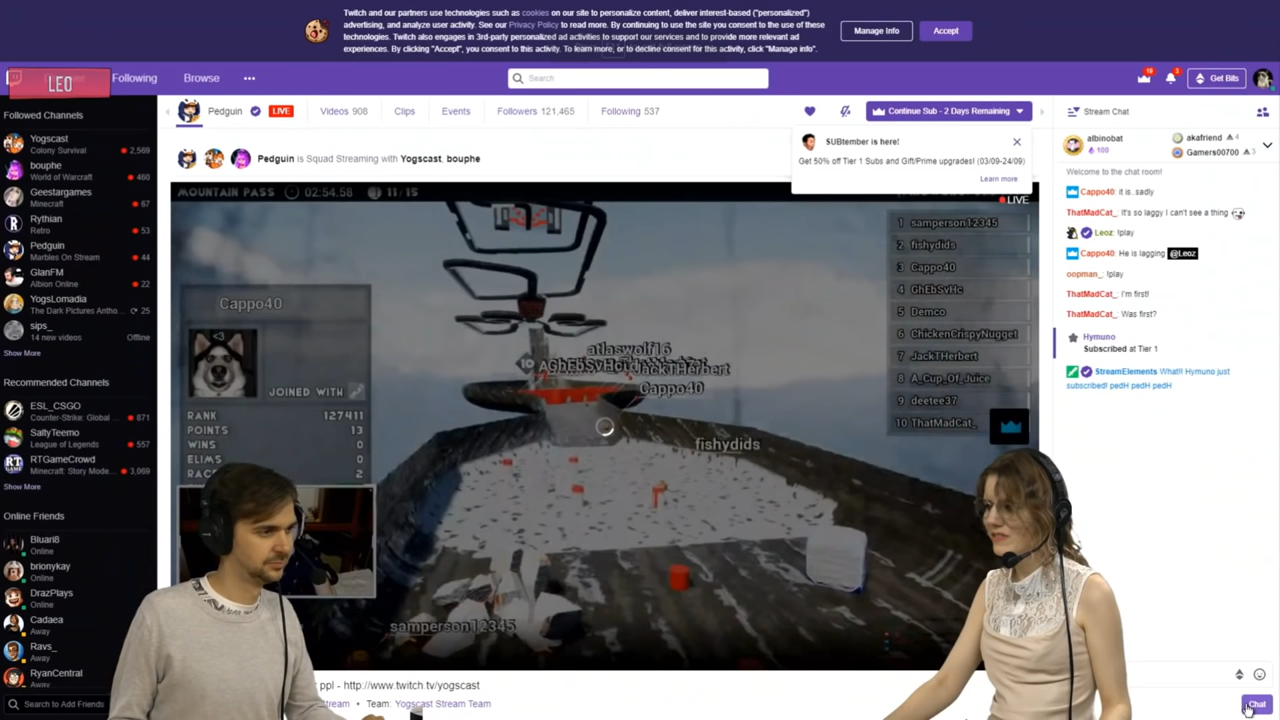 Twitch and our partners use technologies such as cookies on our site to personalize content, deliver interest-based ("personalized")
advertising, and analyze user activity. See our Privacy Policy to read more. By continuing to use the site you consent to the use of these
technologies. Twitch also engages in 3rd-party personalized ad activities to support our services and to provide more relevant ad
experiences. By clicking "Accept", you consent to this activity. To learn more, or to decline consent for this activity, click "Manage info".
Manage Info
Accept
LEO
Following
Browse
Search
19
3
Get Bits
Followed Channels
Yogscast
Colony Survival
2,569
bouphe
World of Warcraft
460
Geestargames
Minecraft
67
Rythian
Retro
53
Pedguin
Marbles On Stream
44
GlanFM
Albion Online
22
YogsLomadia
The Dark Pictures Antho...
25
sips_
14 new videos
Offline
Show More
Recommended Channels
ESL_CSGO
Counter-Strike: Global ...
871
SaltyTeemo
League of Legends
557
RTGameCrowd
Minecraft: Story Mode...
3,069
Show More
Online Friends
Bluari8
Online
brionykay
Online
DrazPlays
Online
Cadaea
Away
Ravs_
Away
RyanCentral
Away
Search to Add Friends
Pedguin
LIVE
Videos 908
Clips
Events
Followers 121,465
Following 537
Continue Sub - 2 Days Remaining
Pedguin is Squad Streaming with Yogscast, bouphe
SUBtember is here!
Get 50% off Tier 1 Subs and Gift/Prime upgrades! (03/09-24/09)
Learn more
MOUNTAIN PASS
02:54.58
11 / 15
LIVE
1 samperson12345
2 fishydids
3 Cappo40
4 GhEbSvHc
5 Demco
6 ChickenCrispyNugget
7 JackTHerbert
8 A_Cup_Of_Juice
9 deetee37
10 ThatMadCat_
Cappo40
<3
JOINED WITH
RANK 127411
POINTS 13
WINS 0
ELIMS 0
2
atlaswolf16
Cappo40
fishydids
samperson12345
ppl - http://www.twitch.tv/yogscast
Team: Yogscast Stream Team
Stream Chat
albinobat
100
akafriend 4
Gamers00700 3
Welcome to the chat room!
Cappo40: it is..sadly
ThatMadCat_: It's so laggy I can't see a thing
Leoz: !play
Cappo40: He is lagging @Leoz
oopman_: !play
ThatMadCat_: I'm first!
ThatMadCat_: Was first?
Hymuno
Subscribed at Tier 1
StreamElements What!! Hymuno just
subscribed! pedH pedH pedH
Chat